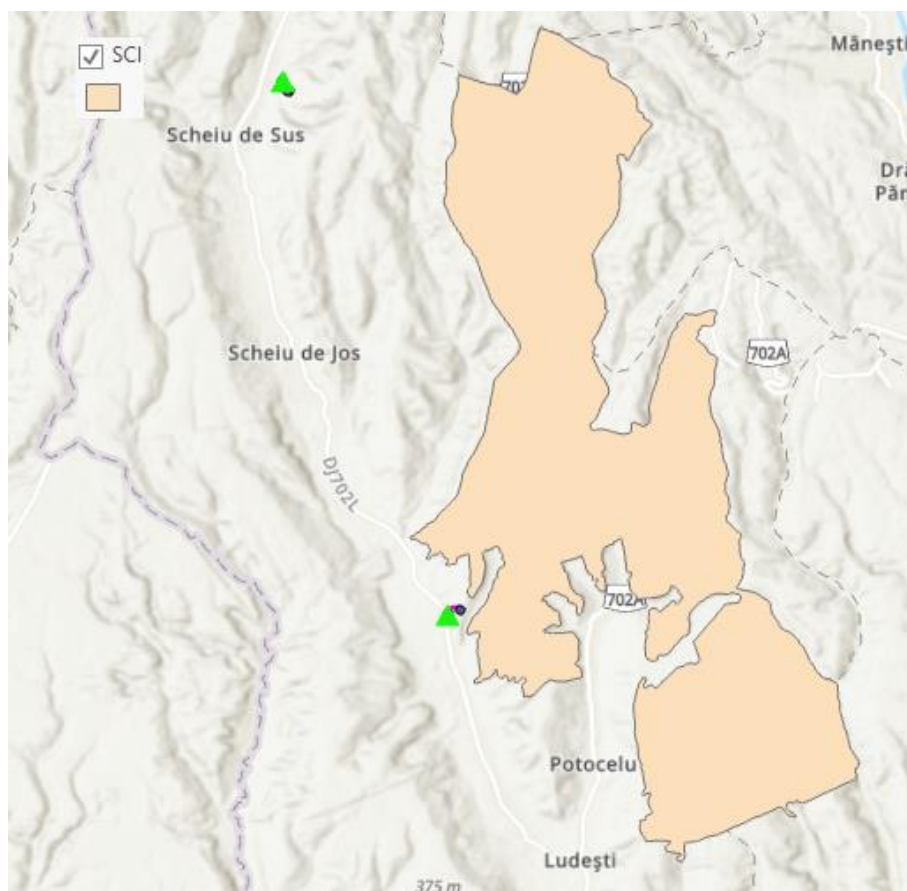 SCI
Mănești
702
Scheiu de Sus
Scheiu de Jos
702A
DJ702L
702A
Potocelu
Ludești
375 m